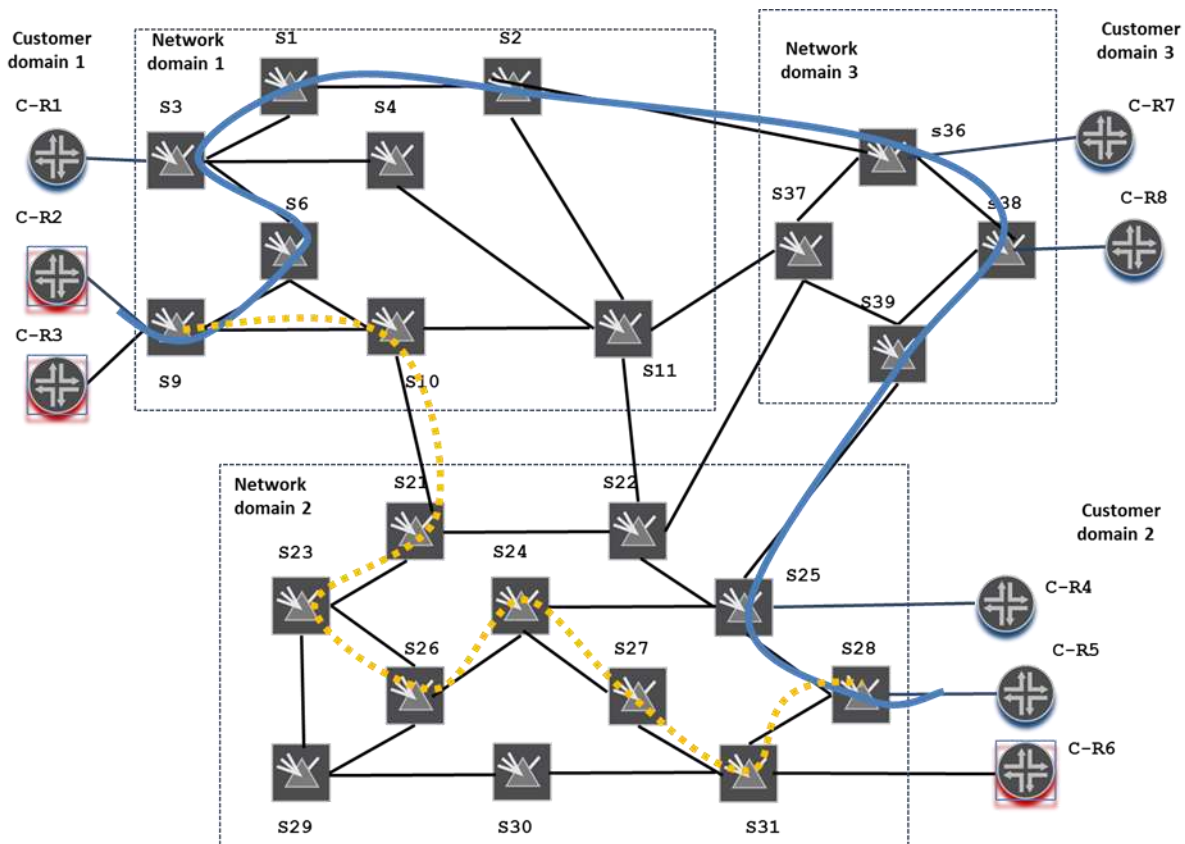 Customer
domain 1
Network
domain 1
S1
S2
Network
domain 3
Customer
domain 3
C-R1
S3
S4
s36
C-R7
C-R2
S6
S37
s38
C-R8
S39
C-R3
S9
S10
S11
Network
domain 2
S21
S22
Customer
domain 2
S23
S24
S25
C-R4
S26
S27
S28
C-R5
C-R6
S29
S30
S31